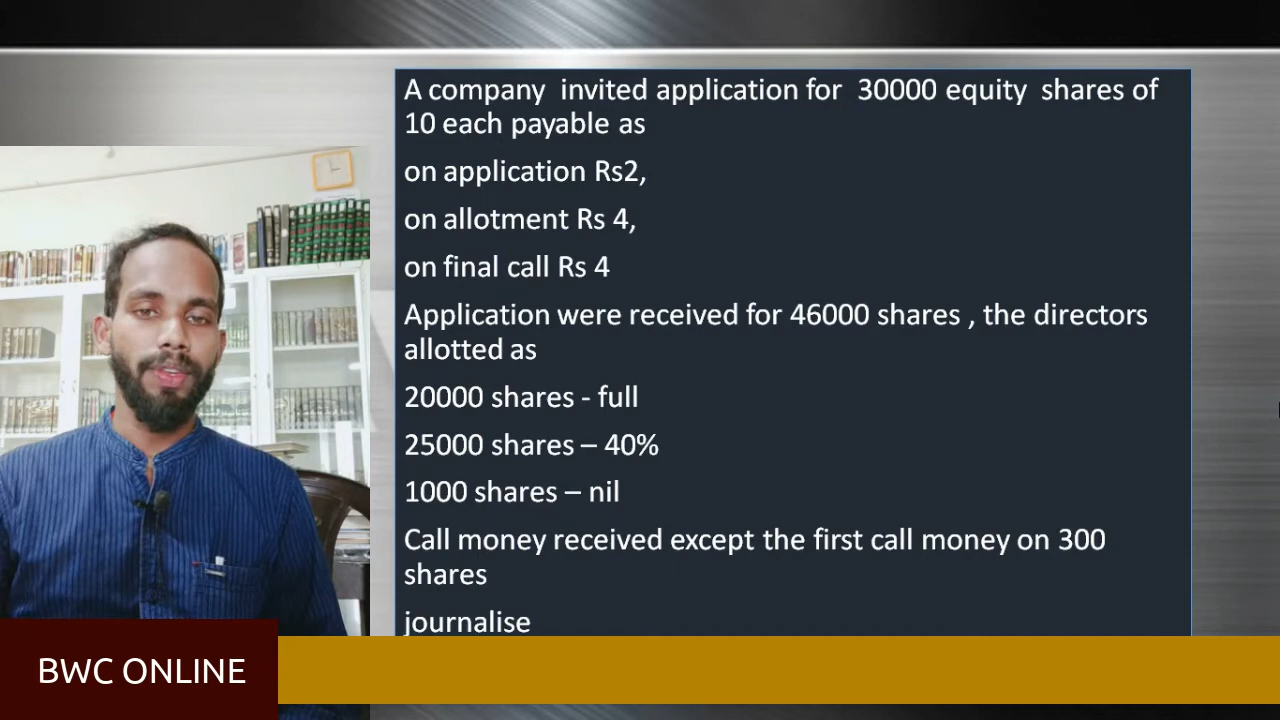 A company invited application for 30000 equity shares of
10 each payable as
on application Rs2,
on allotment Rs 4,
on final call Rs 4
Application were received for 46000 shares , the directors
allotted as
20000 shares - full
25000 shares – 40%
1000 shares – nil
Call money received except the first call money on 300
shares
journalise
BWC ONLINE